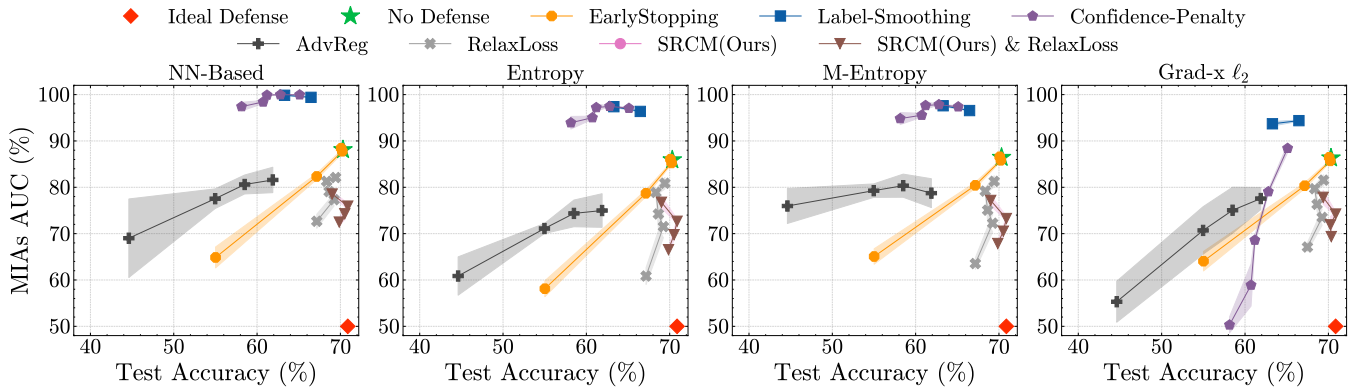 Ideal Defense No Defense EarlyStopping Label-Smoothing Confidence-Penalty
AdvReg RelaxLoss SRCM(Ours) SRCM(Ours) & RelaxLoss
NN-Based Entropy M-Entropy Grad-x ℓ₂
MIAs AUC (%)
100 100 100 100
90 90 90 90
80 80 80 80
70 70 70 70
60 60 60 60
50 50 50 50
40 50 60 70 40 50 60 70 40 50 60 70 40 50 60 70
Test Accuracy (%) Test Accuracy (%) Test Accuracy (%) Test Accuracy (%)